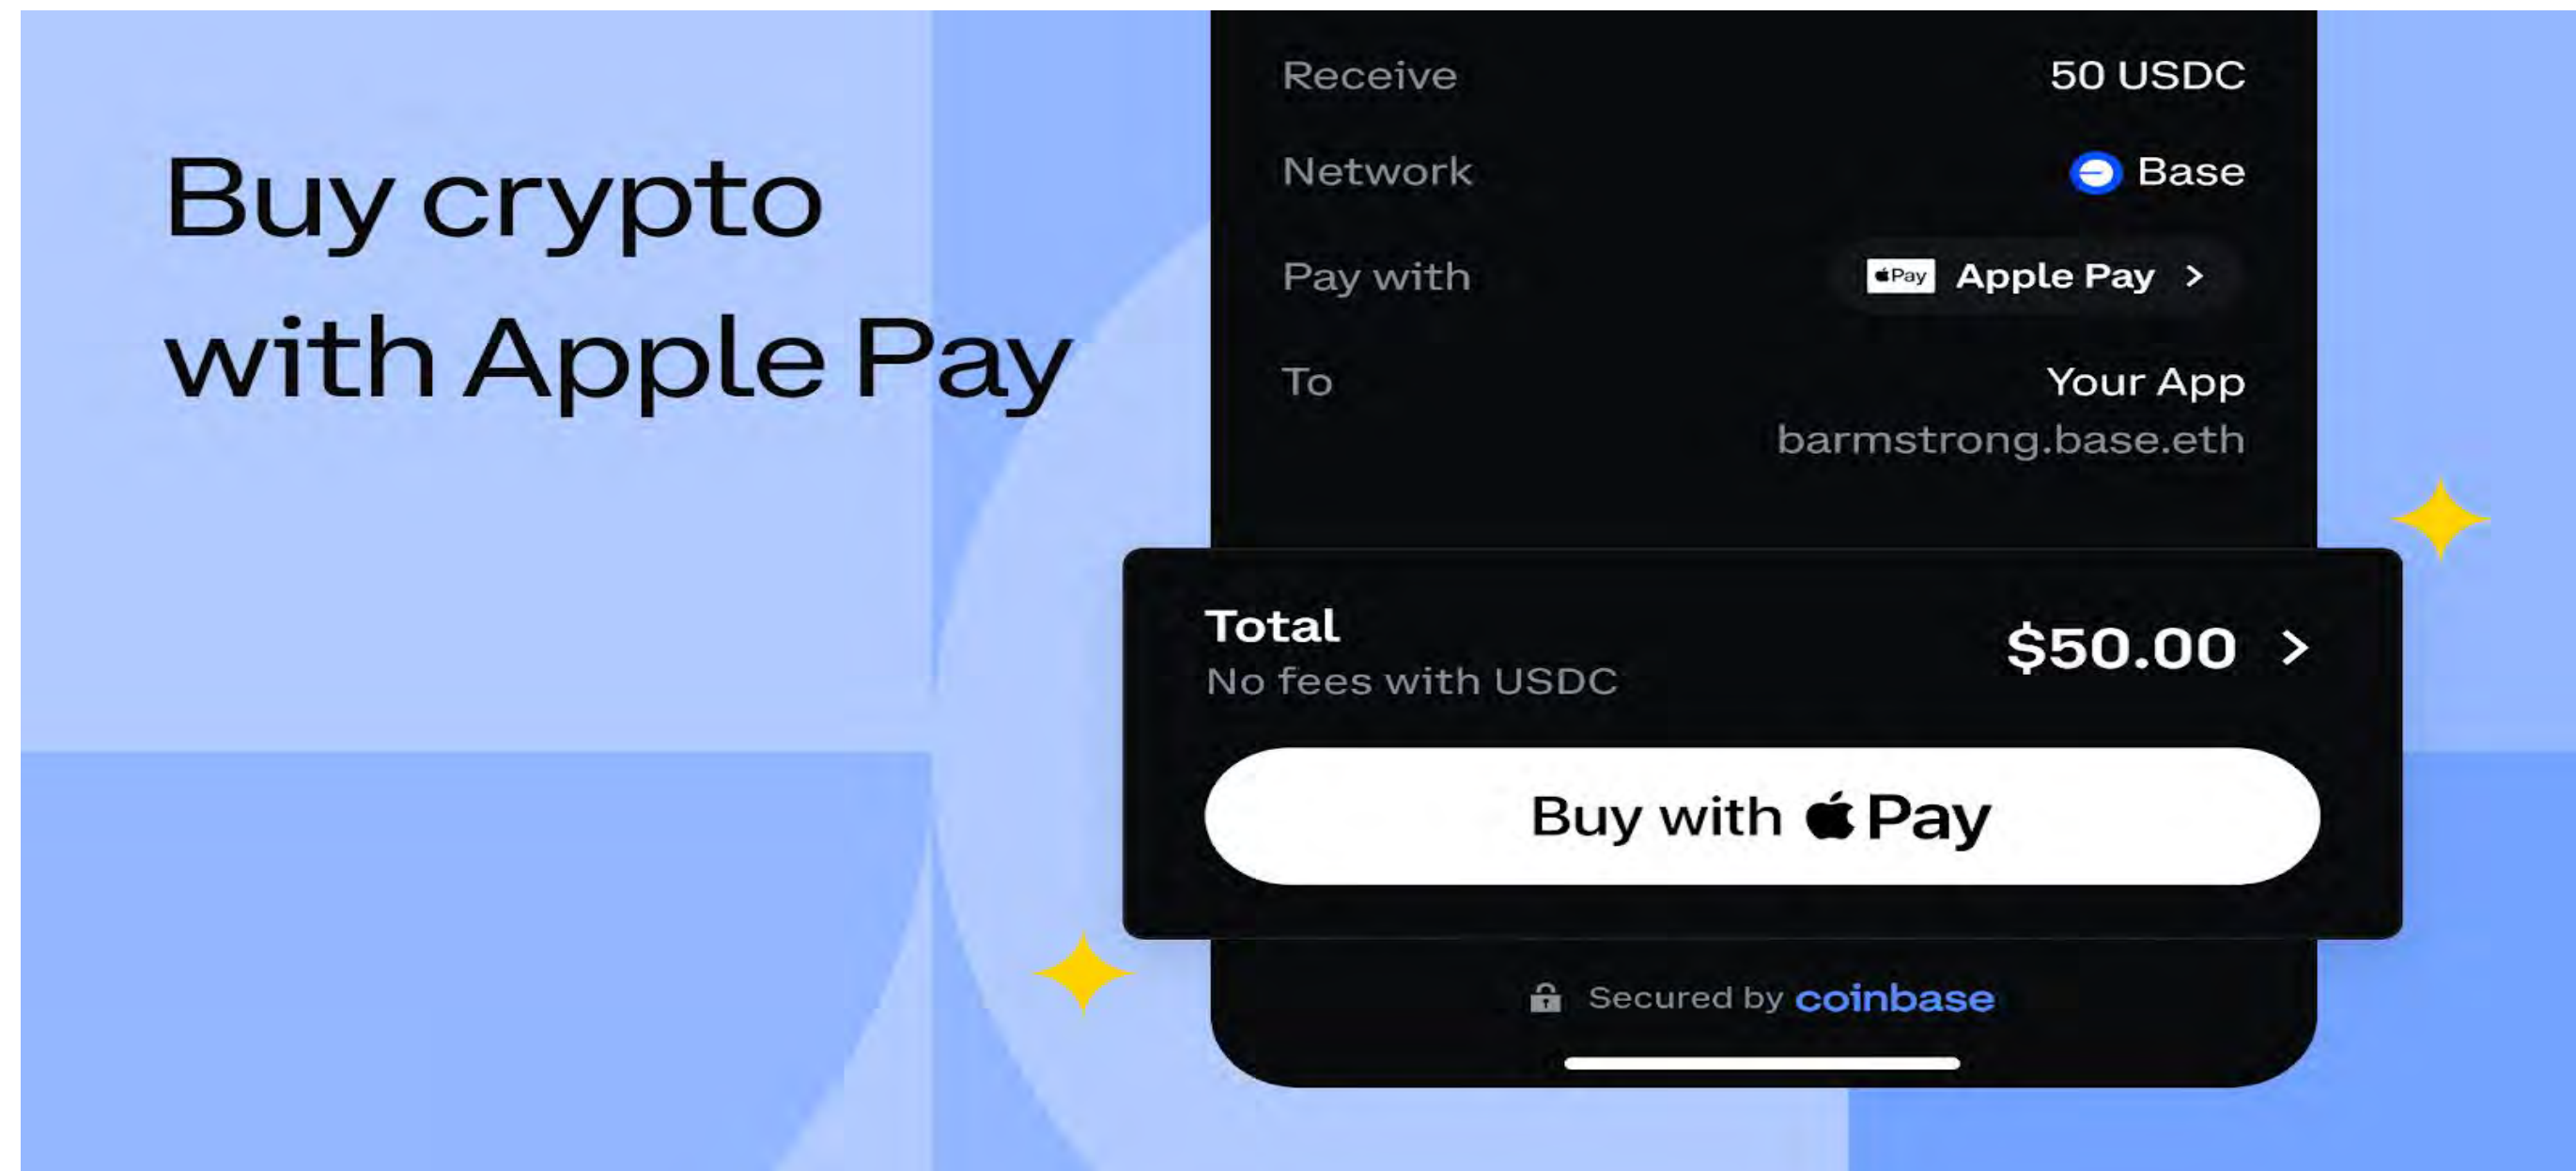 Buy crypto
with Apple Pay
Receive 50 USDC
Network Base
Pay with Pay Apple Pay >
To Your App
barmstrong.base.eth
Total $50.00 >
No fees with USDC
Buy with Pay
Secured by coinbase